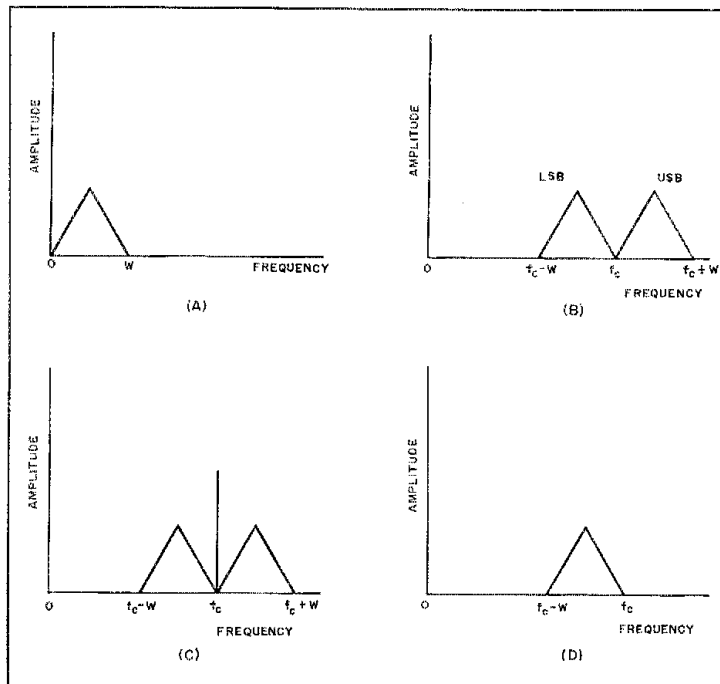 AMPLITUDE
0
W
FREQUENCY
(A)
AMPLITUDE
LSB
USB
0
fc-W
fc
fc+W
FREQUENCY
(B)
AMPLITUDE
0
fc-W
fc
fc+W
FREQUENCY
(C)
AMPLITUDE
0
fc-W
fc
FREQUENCY
(D)